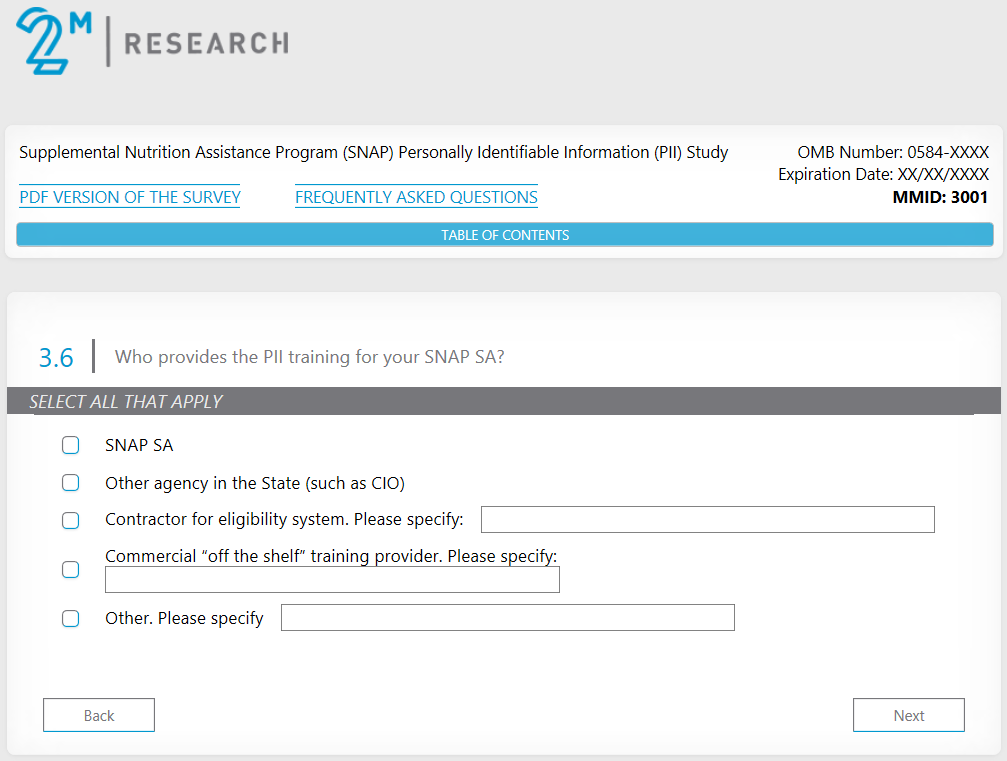 2M RESEARCH
Supplemental Nutrition Assistance Program (SNAP) Personally Identifiable Information (PII) Study
OMB Number: 0584-XXXX
Expiration Date: XX/XX/XXXX
PDF VERSION OF THE SURVEY FREQUENTLY ASKED QUESTIONS MMID: 3001
TABLE OF CONTENTS
3.6 Who provides the PII training for your SNAP SA?
SELECT ALL THAT APPLY
SNAP SA
Other agency in the State (such as CIO)
Contractor for eligibility system. Please specify:
Commercial “off the shelf” training provider. Please specify:
Other. Please specify
Back Next